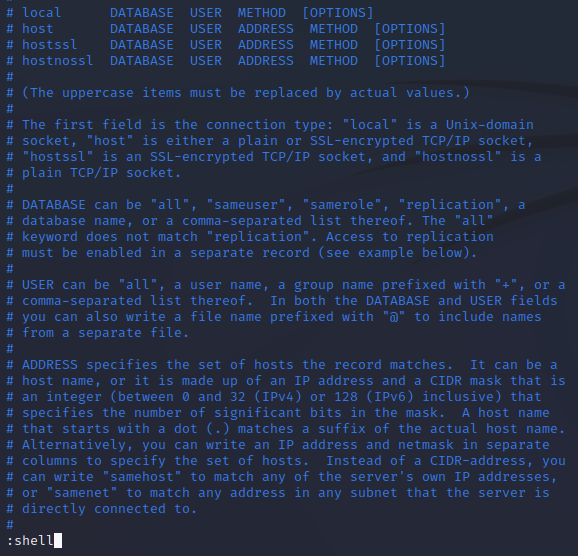 # local      DATABASE  USER  METHOD  [OPTIONS]
# host       DATABASE  USER  ADDRESS  METHOD  [OPTIONS]
# hostssl    DATABASE  USER  ADDRESS  METHOD  [OPTIONS]
# hostnossl  DATABASE  USER  ADDRESS  METHOD  [OPTIONS]
#
# (The uppercase items must be replaced by actual values.)
#
# The first field is the connection type: "local" is a Unix-domain
# socket, "host" is either a plain or SSL-encrypted TCP/IP socket,
# "hostssl" is an SSL-encrypted TCP/IP socket, and "hostnossl" is a
# plain TCP/IP socket.
#
# DATABASE can be "all", "sameuser", "samerole", "replication", a
# database name, or a comma-separated list thereof. The "all"
# keyword does not match "replication". Access to replication
# must be enabled in a separate record (see example below).
#
# USER can be "all", a user name, a group name prefixed with "+", or a
# comma-separated list thereof.  In both the DATABASE and USER fields
# you can also write a file name prefixed with "@" to include names
# from a separate file.
#
# ADDRESS specifies the set of hosts the record matches.  It can be a
# host name, or it is made up of an IP address and a CIDR mask that is
# an integer (between 0 and 32 (IPv4) or 128 (IPv6) inclusive) that
# specifies the number of significant bits in the mask.  A host name
# that starts with a dot (.) matches a suffix of the actual host name.
# Alternatively, you can write an IP address and netmask in separate
# columns to specify the set of hosts.  Instead of a CIDR-address, you
# can write "samehost" to match any of the server's own IP addresses,
# or "samenet" to match any address in any subnet that the server is
# directly connected to.
#
:shell